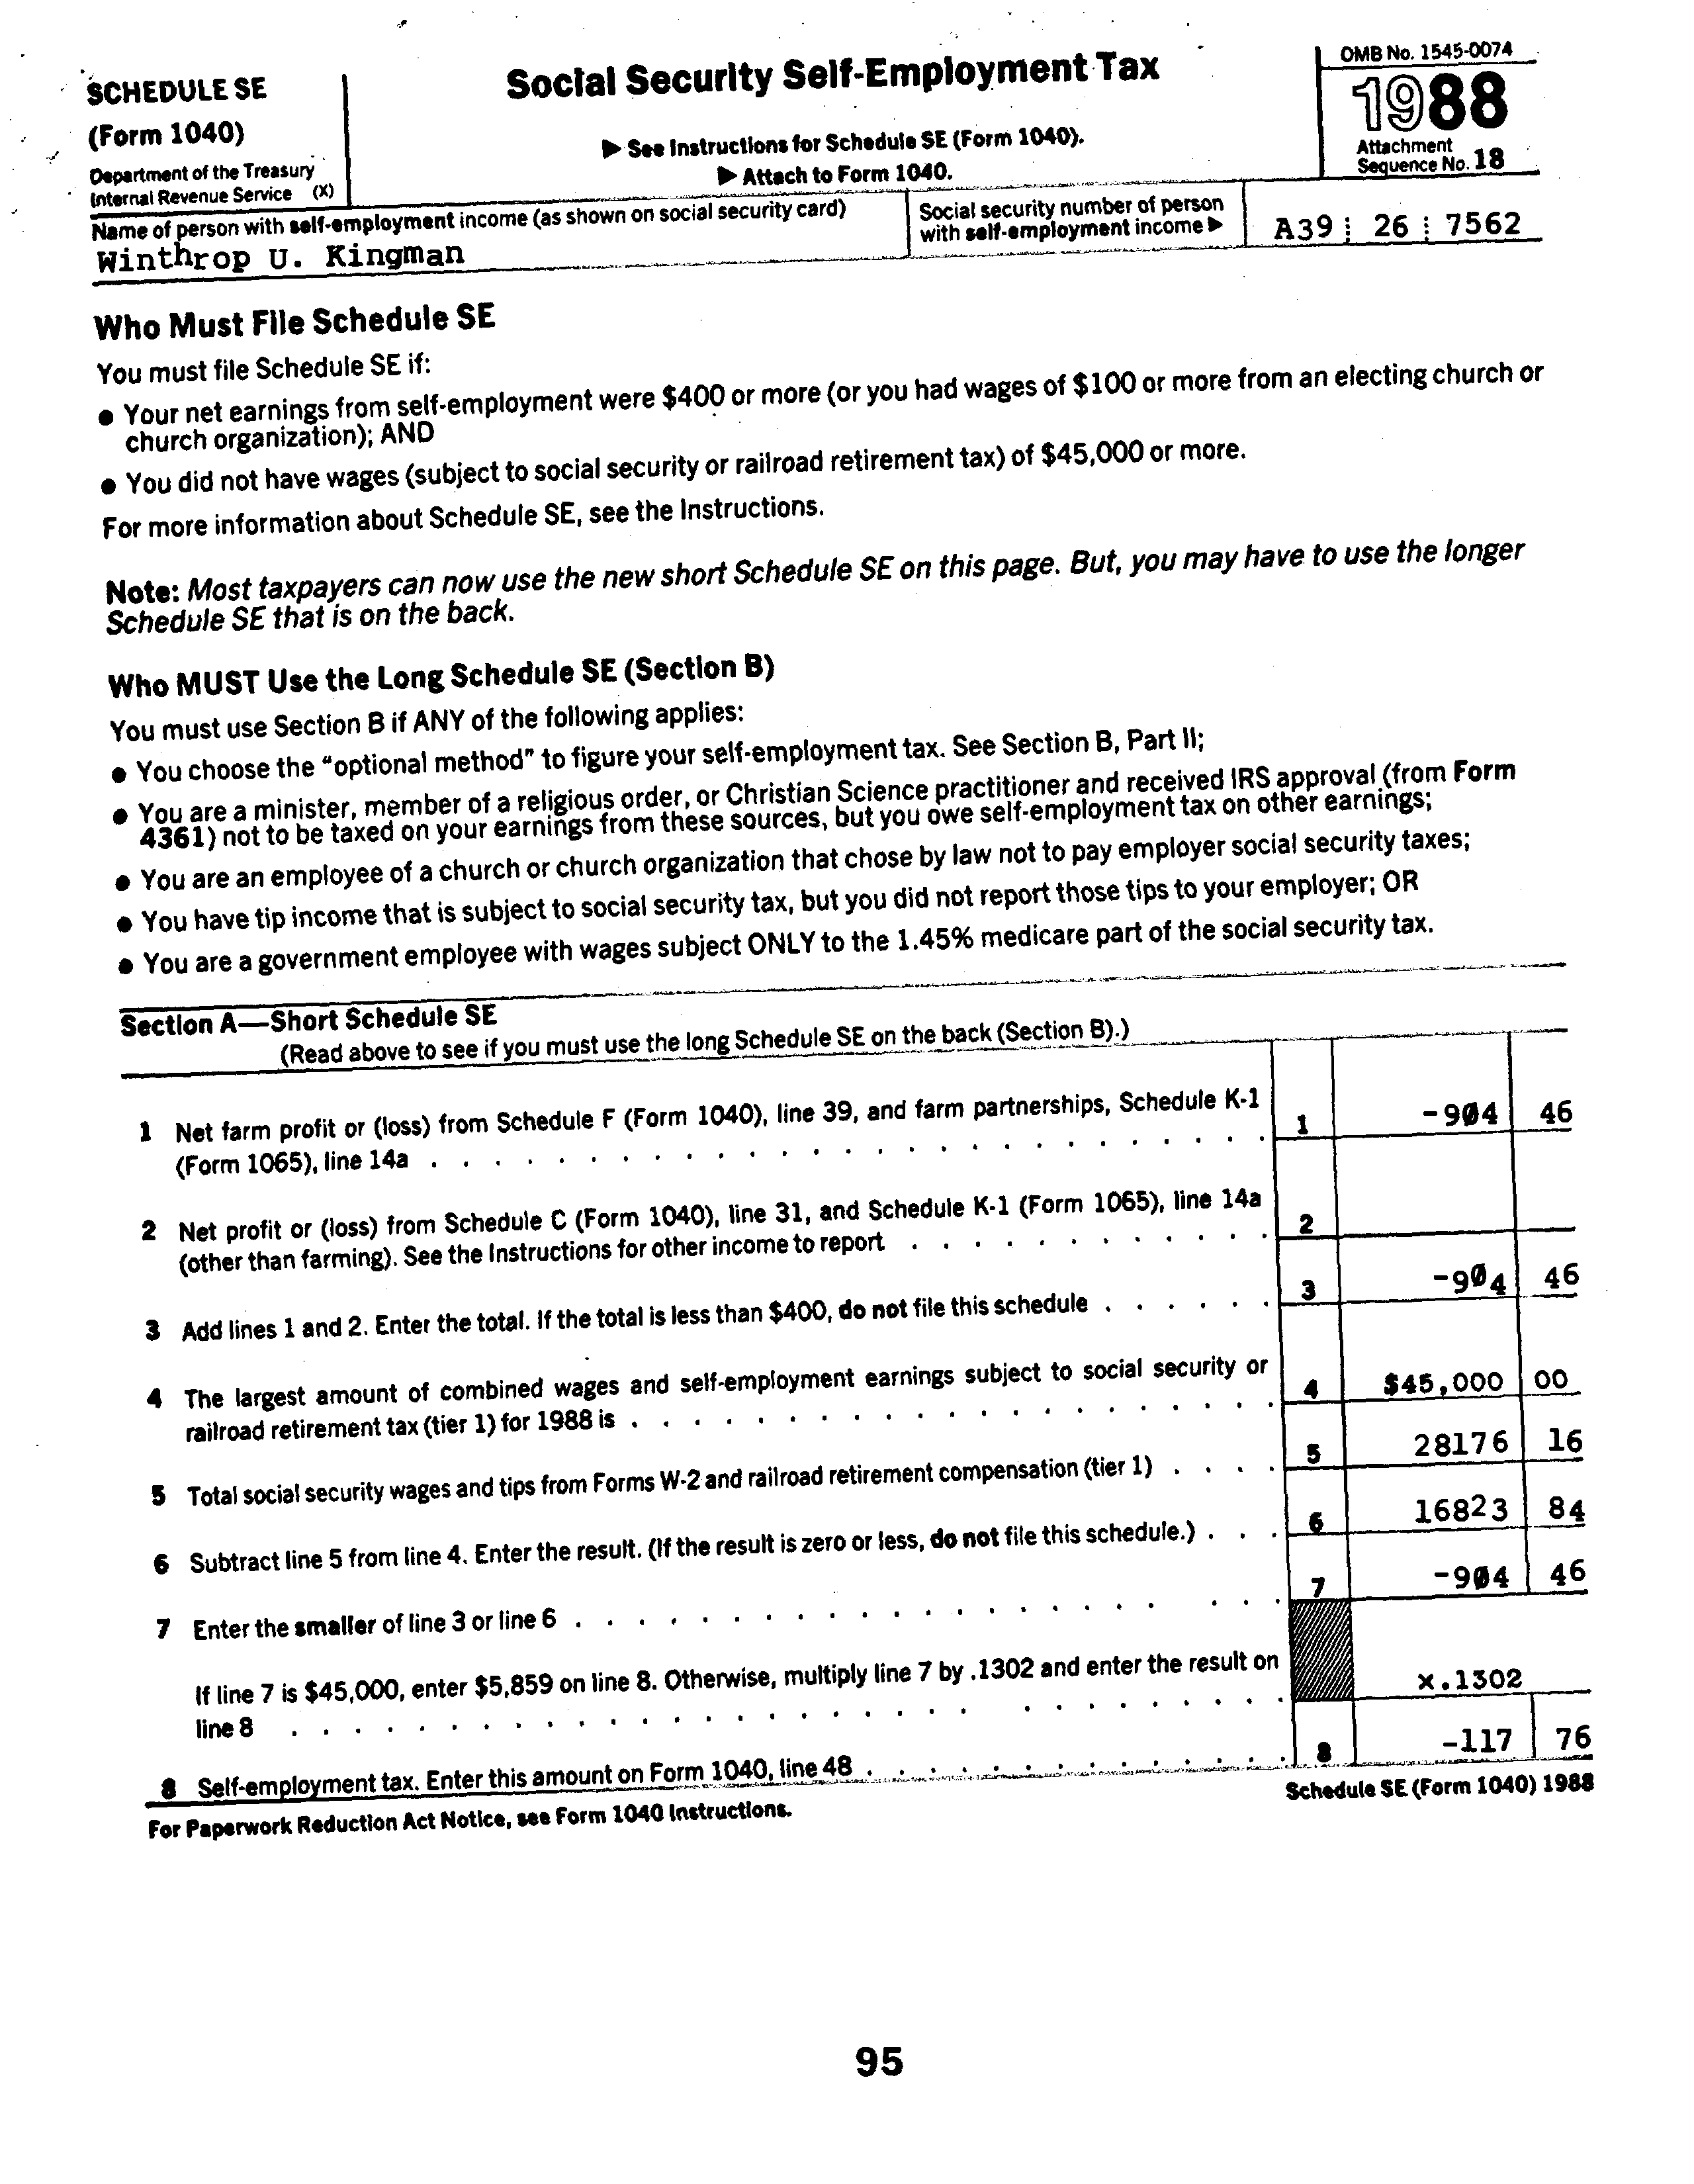 SCHEDULE SE
(Form 1040)
Department of the Treasury
Internal Revenue Service (X)
Social Security Self-Employment Tax
▶ See Instructions for Schedule SE (Form 1040).
▶ Attach to Form 1040.
OMB No. 1545-0074
1988
Attachment
Sequence No. 18
Name of person with self-employment income (as shown on social security card)
Winthrop U. Kingman
Social security number of person
with self-employment income ▶
A39 26 7562
Who Must File Schedule SE
You must file Schedule SE if:
● Your net earnings from self-employment were $400 or more (or you had wages of $100 or more from an electing church or
church organization); AND
● You did not have wages (subject to social security or railroad retirement tax) of $45,000 or more.
For more information about Schedule SE, see the Instructions.
Note: Most taxpayers can now use the new short Schedule SE on this page. But, you may have to use the longer
Schedule SE that is on the back.
Who MUST Use the Long Schedule SE (Section B)
You must use Section B if ANY of the following applies:
● You choose the "optional method" to figure your self-employment tax. See Section B, Part II;
● You are a minister, member of a religious order, or Christian Science practitioner and received IRS approval (from Form
4361) not to be taxed on your earnings from these sources, but you owe self-employment tax on other earnings;
● You are an employee of a church or church organization that chose by law not to pay employer social security taxes;
● You have tip income that is subject to social security tax, but you did not report those tips to your employer; OR
● You are a government employee with wages subject ONLY to the 1.45% medicare part of the social security tax.
Section A—Short Schedule SE
(Read above to see if you must use the long Schedule SE on the back (Section B).)
1 Net farm profit or (loss) from Schedule F (Form 1040), line 39, and farm partnerships, Schedule K-1
(Form 1065), line 14a . . . . . . . . . . . . . . . . . . . . . . . . . . . 1 -904 46
2 Net profit or (loss) from Schedule C (Form 1040), line 31, and Schedule K-1 (Form 1065), line 14a
(other than farming). See the Instructions for other income to report . . . . . . . . . . . . 2
3 Add lines 1 and 2. Enter the total. If the total is less than $400, do not file this schedule . . . . . . 3 -904 46
4 The largest amount of combined wages and self-employment earnings subject to social security or
railroad retirement tax (tier 1) for 1988 is . . . . . . . . . . . . . . . . . . . . . 4 $45,000 00
5 Total social security wages and tips from Forms W-2 and railroad retirement compensation (tier 1) . . . . 5 28176 16
6 Subtract line 5 from line 4. Enter the result. (If the result is zero or less, do not file this schedule.) . . . 6 16823 84
7 Enter the smaller of line 3 or line 6 . . . . . . . . . . . . . . . . . . . . . . 7 -904 46
If line 7 is $45,000, enter $5,859 on line 8. Otherwise, multiply line 7 by .1302 and enter the result on
line 8 . . . . . . . . . . . . . . . . . . . . . . . . . . . . . . x.1302
8 Self-employment tax. Enter this amount on Form 1040, line 48 . . . . . . . . . . . . . . 8 -117 76
For Paperwork Reduction Act Notice, see Form 1040 Instructions.
Schedule SE (Form 1040) 1988
95